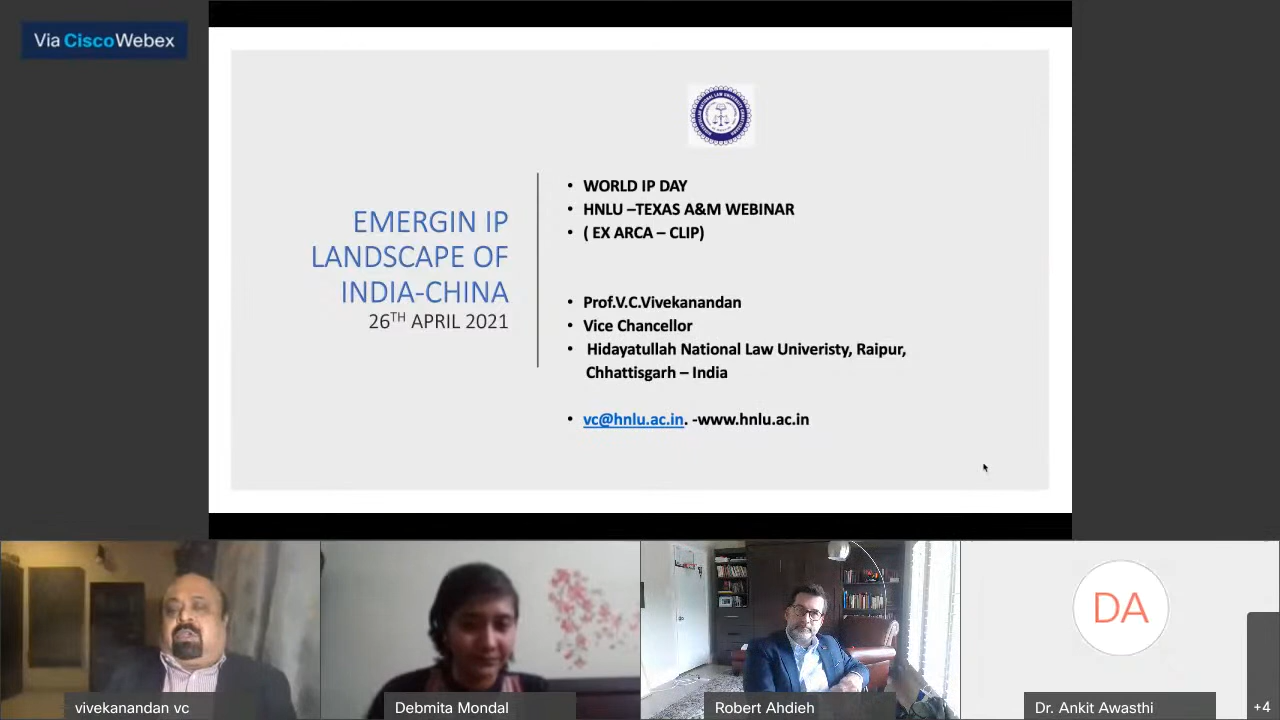 Via Cisco Webex
EMERGIN IP
LANDSCAPE OF
INDIA-CHINA
26TH APRIL 2021
• WORLD IP DAY
• HNLU –TEXAS A&M WEBINAR
• ( EX ARCA – CLIP)
• Prof.V.C.Vivekanandan
• Vice Chancellor
• Hidayatullah National Law Univeristy, Raipur,
Chhattisgarh – India
• vc@hnlu.ac.in. -www.hnlu.ac.in
vivekanandan vc
Debmita Mondal
Robert Ahdieh
DA
Dr. Ankit Awasthi
+4